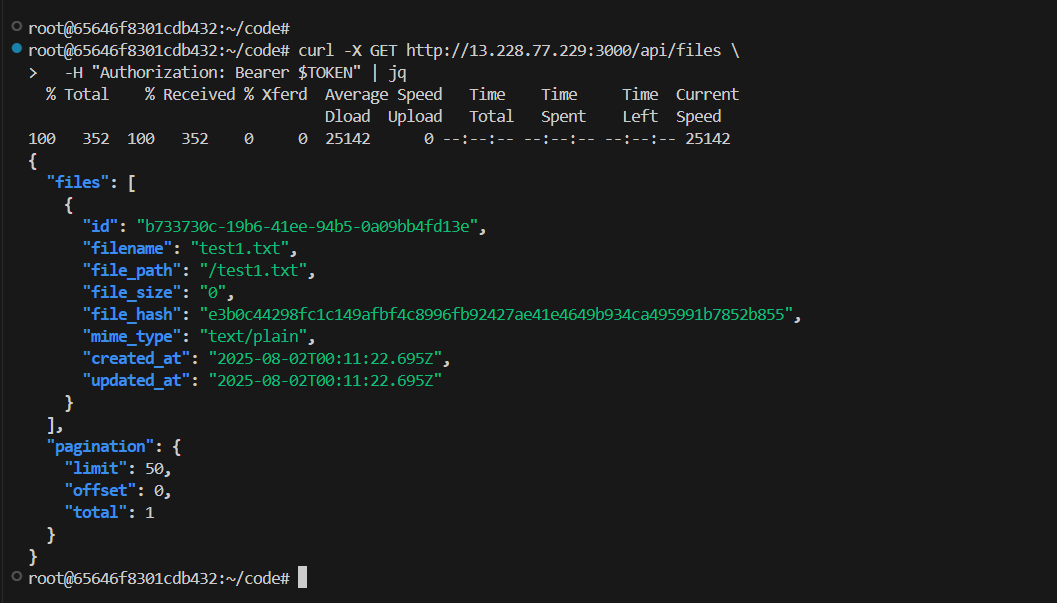 root@65646f8301cdb432:~/code#
root@65646f8301cdb432:~/code# curl -X GET http://13.228.77.229:3000/api/files \
>   -H "Authorization: Bearer $TOKEN" | jq
  % Total    % Received % Xferd  Average Speed   Time    Time     Time  Current
                                 Dload  Upload   Total   Spent    Left  Speed
100   352  100   352    0     0  25142      0 --:--:-- --:--:-- --:--:-- 25142
{
  "files": [
    {
      "id": "b733730c-19b6-41ee-94b5-0a09bb4fd13e",
      "filename": "test1.txt",
      "file_path": "/test1.txt",
      "file_size": "0",
      "file_hash": "e3b0c44298fc1c149afbf4c8996fb92427ae41e4649b934ca495991b7852b855",
      "mime_type": "text/plain",
      "created_at": "2025-08-02T00:11:22.695Z",
      "updated_at": "2025-08-02T00:11:22.695Z"
    }
  ],
  "pagination": {
    "limit": 50,
    "offset": 0,
    "total": 1
  }
}
root@65646f8301cdb432:~/code#